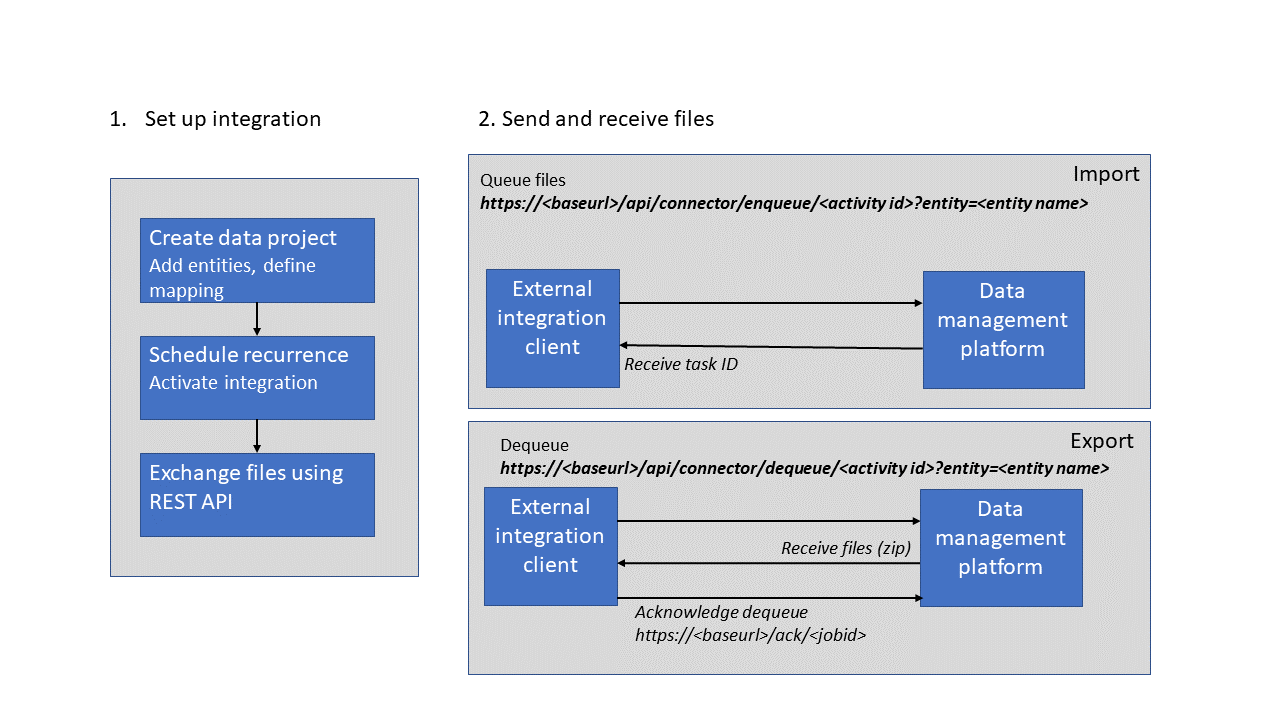 1. Set up integration
Create data project
Add entities, define
mapping
Schedule recurrence
Activate integration
Exchange files using
REST API
2. Send and receive files
Import
Queue files
https://<baseurl>/api/connector/enqueue/<activity id>?entity=<entity name>
External
integration
client
Data
management
platform
Receive task ID
Export
Dequeue
https://<baseurl>/api/connector/dequeue/<activity id>?entity=<entity name>
External
integration
client
Data
management
platform
Receive files (zip)
Acknowledge dequeue
https://<baseurl>/ack/<jobid>